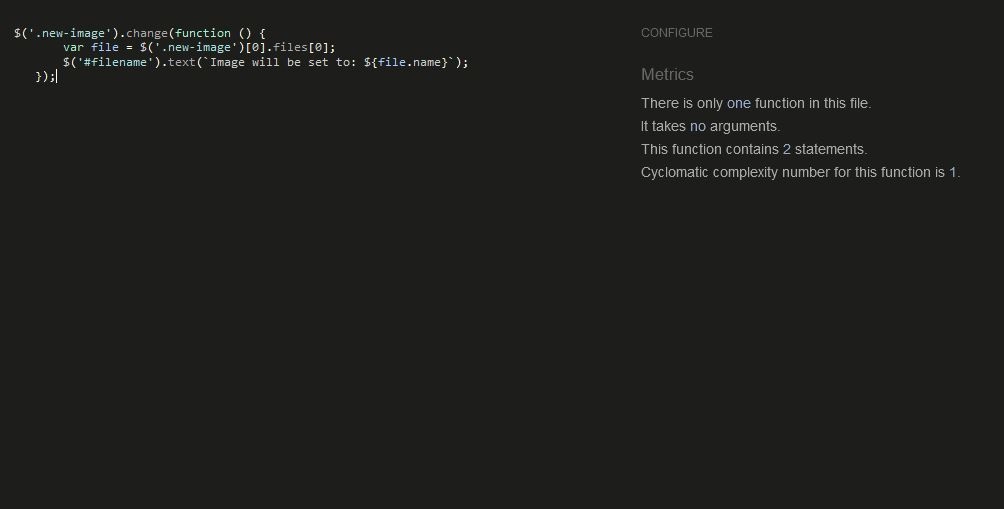 $('.new-image').change(function () {
var file = $('.new-image')[0].files[0];
$('#filename').text(`Image will be set to: ${file.name}`);
});
CONFIGURE
Metrics
There is only one function in this file.
It takes no arguments.
This function contains 2 statements.
Cyclomatic complexity number for this function is 1.